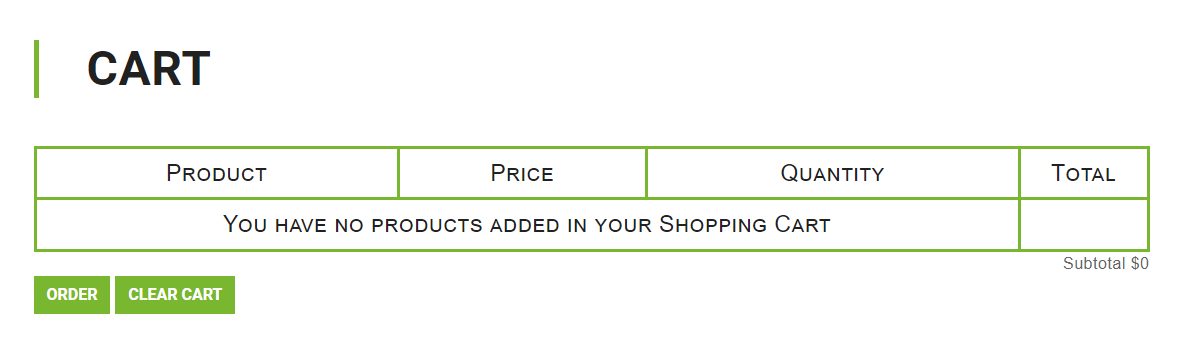 CART
Product Price Quantity Total
You have no products added in your Shopping Cart
Subtotal $0
ORDER CLEAR CART